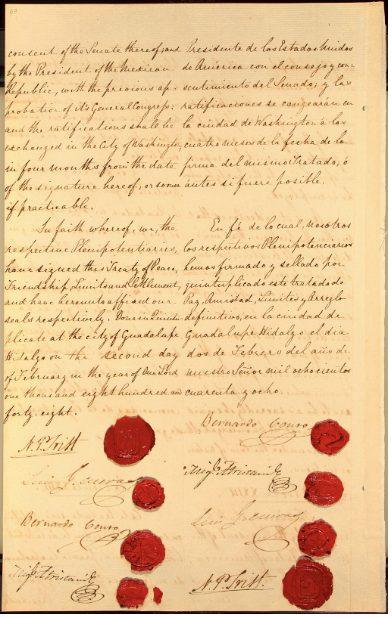 consent of the Senate thereof; and
by the President of the Mexican
Republic, with the previous ap-
probation of its General Congress;
and the ratifications shall be
exchanged in the City of Washington,
in four months from the date
of the signature hereof, or sooner
if practicable.
In faith whereof, we, the
respective Plenipotentiaries,
have signed this Treaty of Peace,
Friendship, Limits and Settlement,
and have hereunto affixed our
seals respectively. Done in Quintu-
plicate at the city of Guadalupe
Hidalgo on the second day
of February in the year of our Lord
one thousand eight hundred and
forty eight.
Presidente de los Estados Unidos
de America con el consejo y con-
sentimiento del Senado; y las
ratificaciones se cangearan en
la ciudad de Washington a los
cuatro meses de la fecha de la
firma del mismo Tratado, ó
antes si fuere posible.
En fé de lo cual, nosotros
los respectivos Plenipotenciarios
hemos firmado y sellado por
quintuplicado este tratado de
Paz, Amistad, Limites y Arreglo
definitivo, en la ciudad de
Guadalupe Hidalgo el dia
dos de Febrero del año de
nuestro Señor mil ochocientos
cuarenta y ocho.
N. P. Trist
Luis G. Cuevas
Bernardo Couto
Migl. Atristain
Bernardo Couto
Migl. Atristain
Luis G. Cuevas
N. P. Trist.